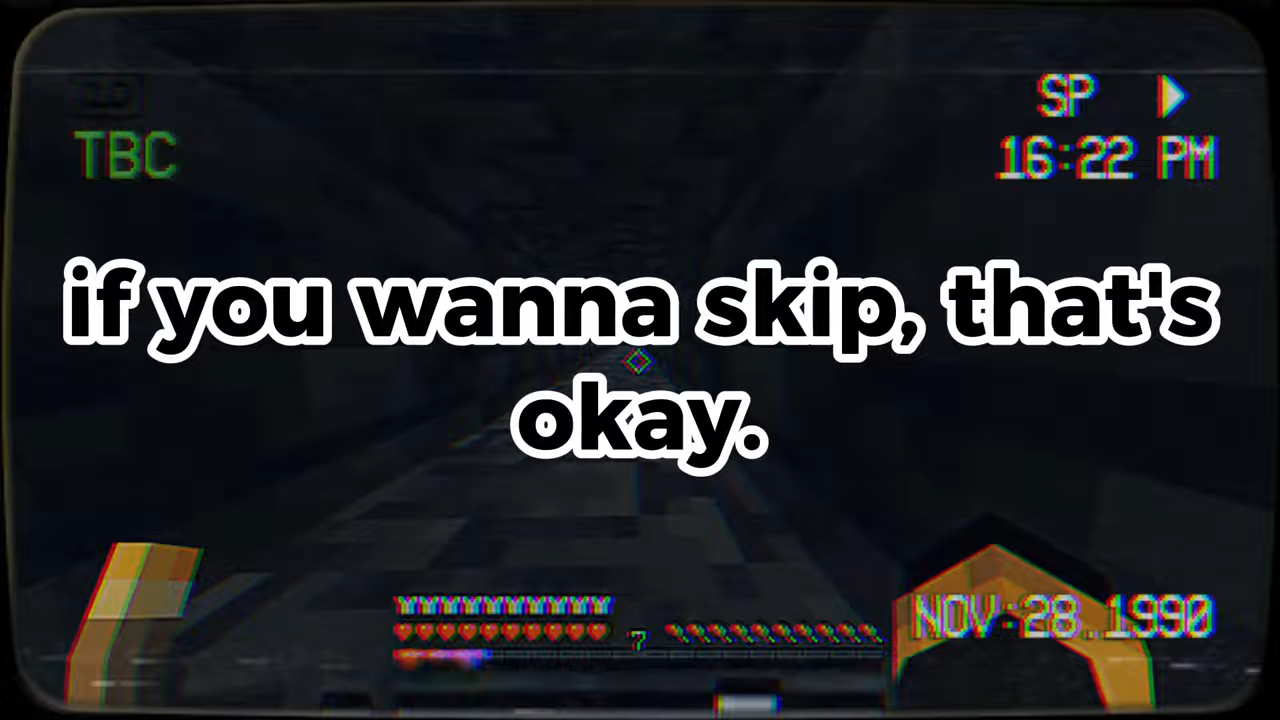 SP
TBC
16:22 PM
if you wanna skip, that's
okay.
7
NOV.28.1990